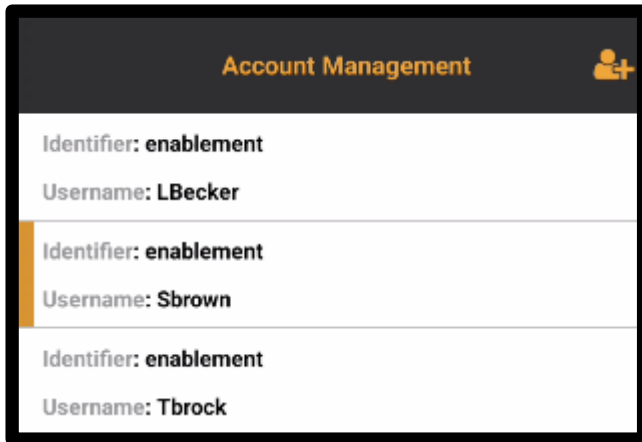 Account Management
Identifier: enablement
Username: LBecker
Identifier: enablement
Username: Sbrown
Identifier: enablement
Username: Tbrock